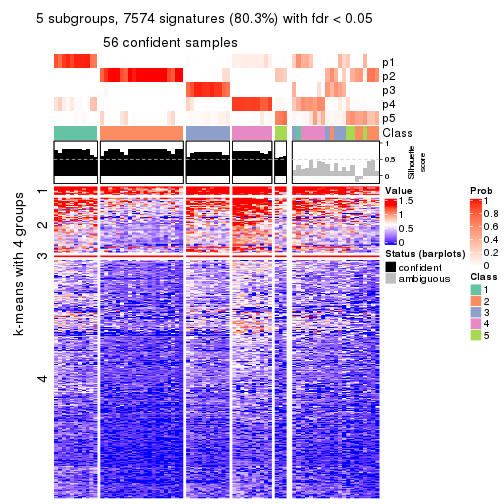 5 subgroups, 7574 signatures (80.3%) with fdr < 0.05
56 confident samples
p1
p2
p3
p4
p5
Class
1
0.5
0
Silhouette
score
k-means with 4 groups
1
2
3
4
Value
1.5
1
0.5
0
Status (barplots)
confident
ambiguous
Prob
1
0.8
0.6
0.4
0.2
0
Class
1
2
3
4
5